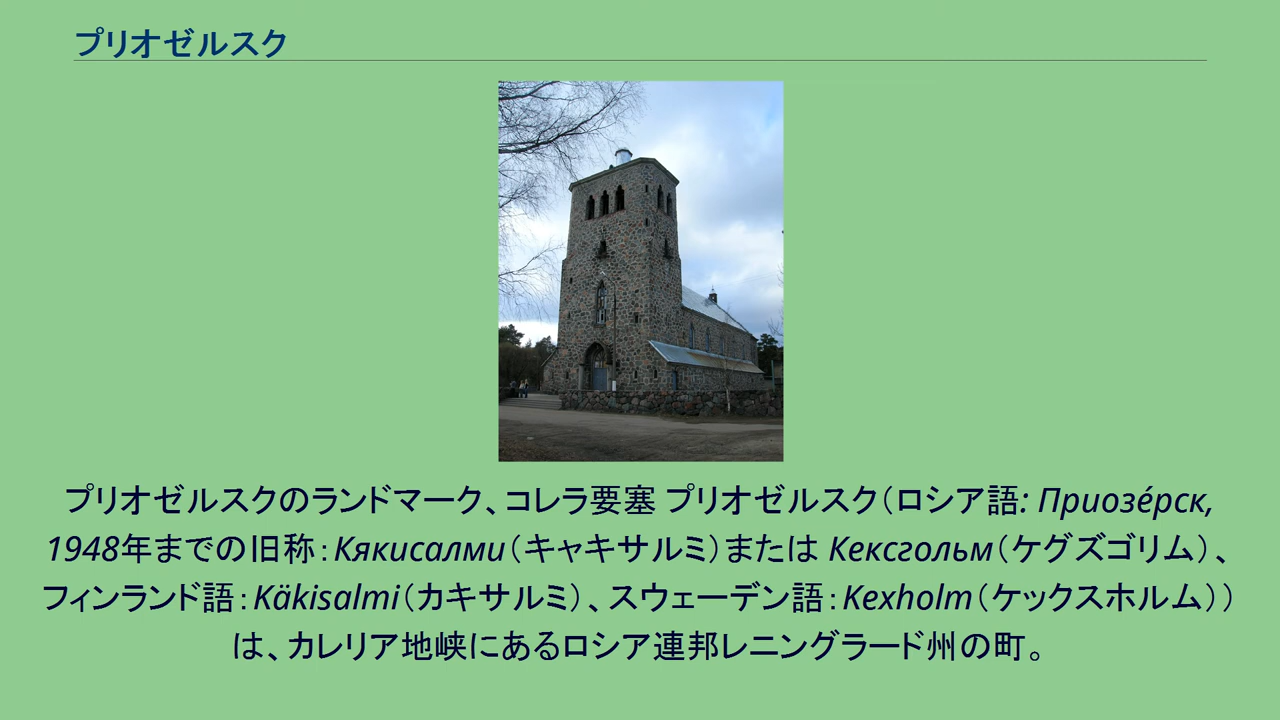 プリオゼルスク
プリオゼルスクのランドマーク、コレラ要塞 プリオゼルスク（ロシア語: Приозе́рск,
1948年までの旧称：Кякисалми（キャキサルミ）または Кексгольм（ケグズゴリム）、
フィンランド語：Käkisalmi（カキサルミ）、スウェーデン語：Kexholm（ケックスホルム））
は、カレリア地峡にあるロシア連邦レニングラード州の町。